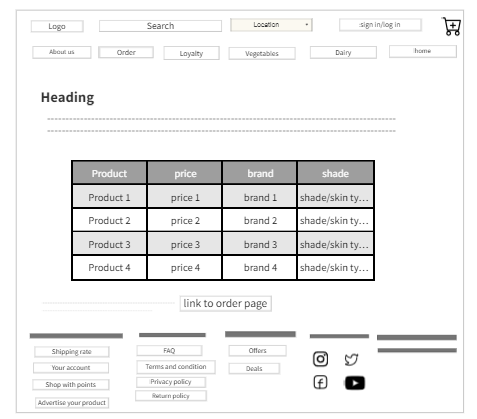 Logo
Search
Location
sign in/log in
About us
Order
Loyalty
Vegetables
Dairy
home
Heading
Product price brand shade
Product 1 price 1 brand 1 shade/skin ty...
Product 2 price 2 brand 2 shade/skin ty...
Product 3 price 3 brand 3 shade/skin ty...
Product 4 price 4 brand 4 shade/skin ty...
link to order page
Shipping rate
Your account
Shop with points
Advertise your product
FAQ
Terms and condition
Privacy policy
Return policy
Offers
Deals